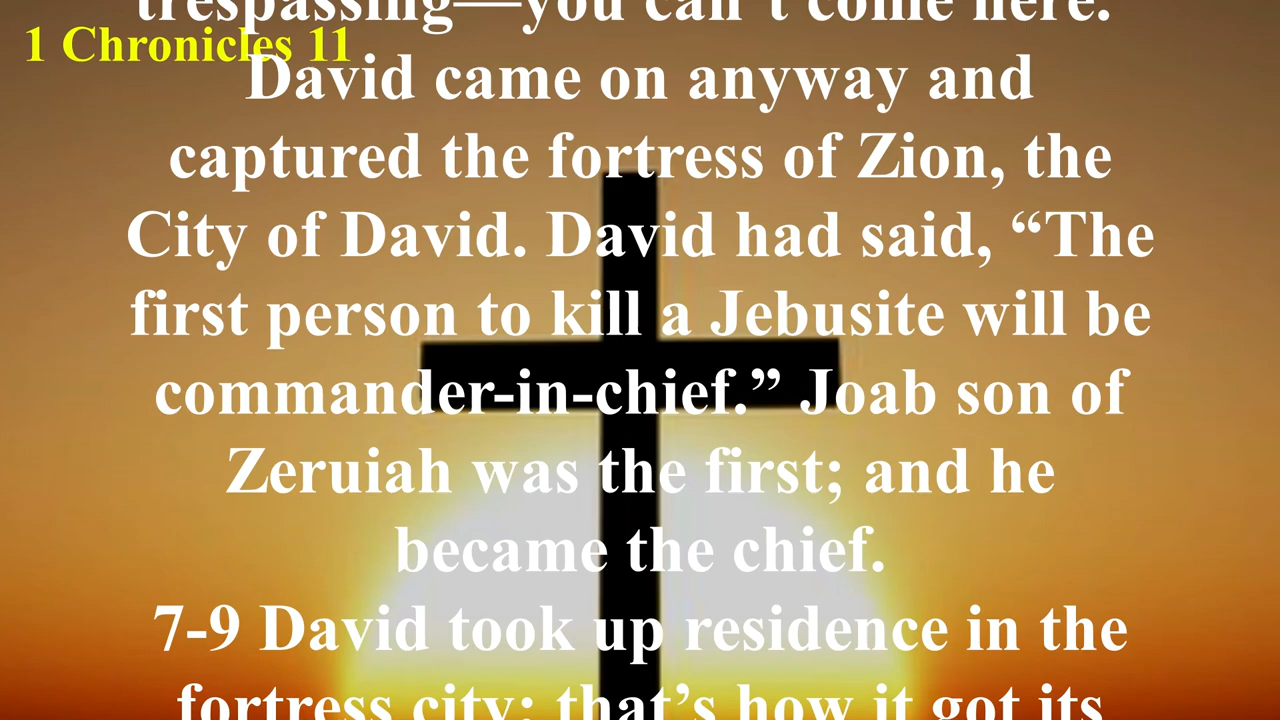 trespassing—you can’t come here.
1 Chronicles 11
David came on anyway and
captured the fortress of Zion, the
City of David. David had said, “The
first person to kill a Jebusite will be
commander-in-chief.” Joab son of
Zeruiah was the first; and he
became the chief.
7-9 David took up residence in the
fortress city; that’s how it got its